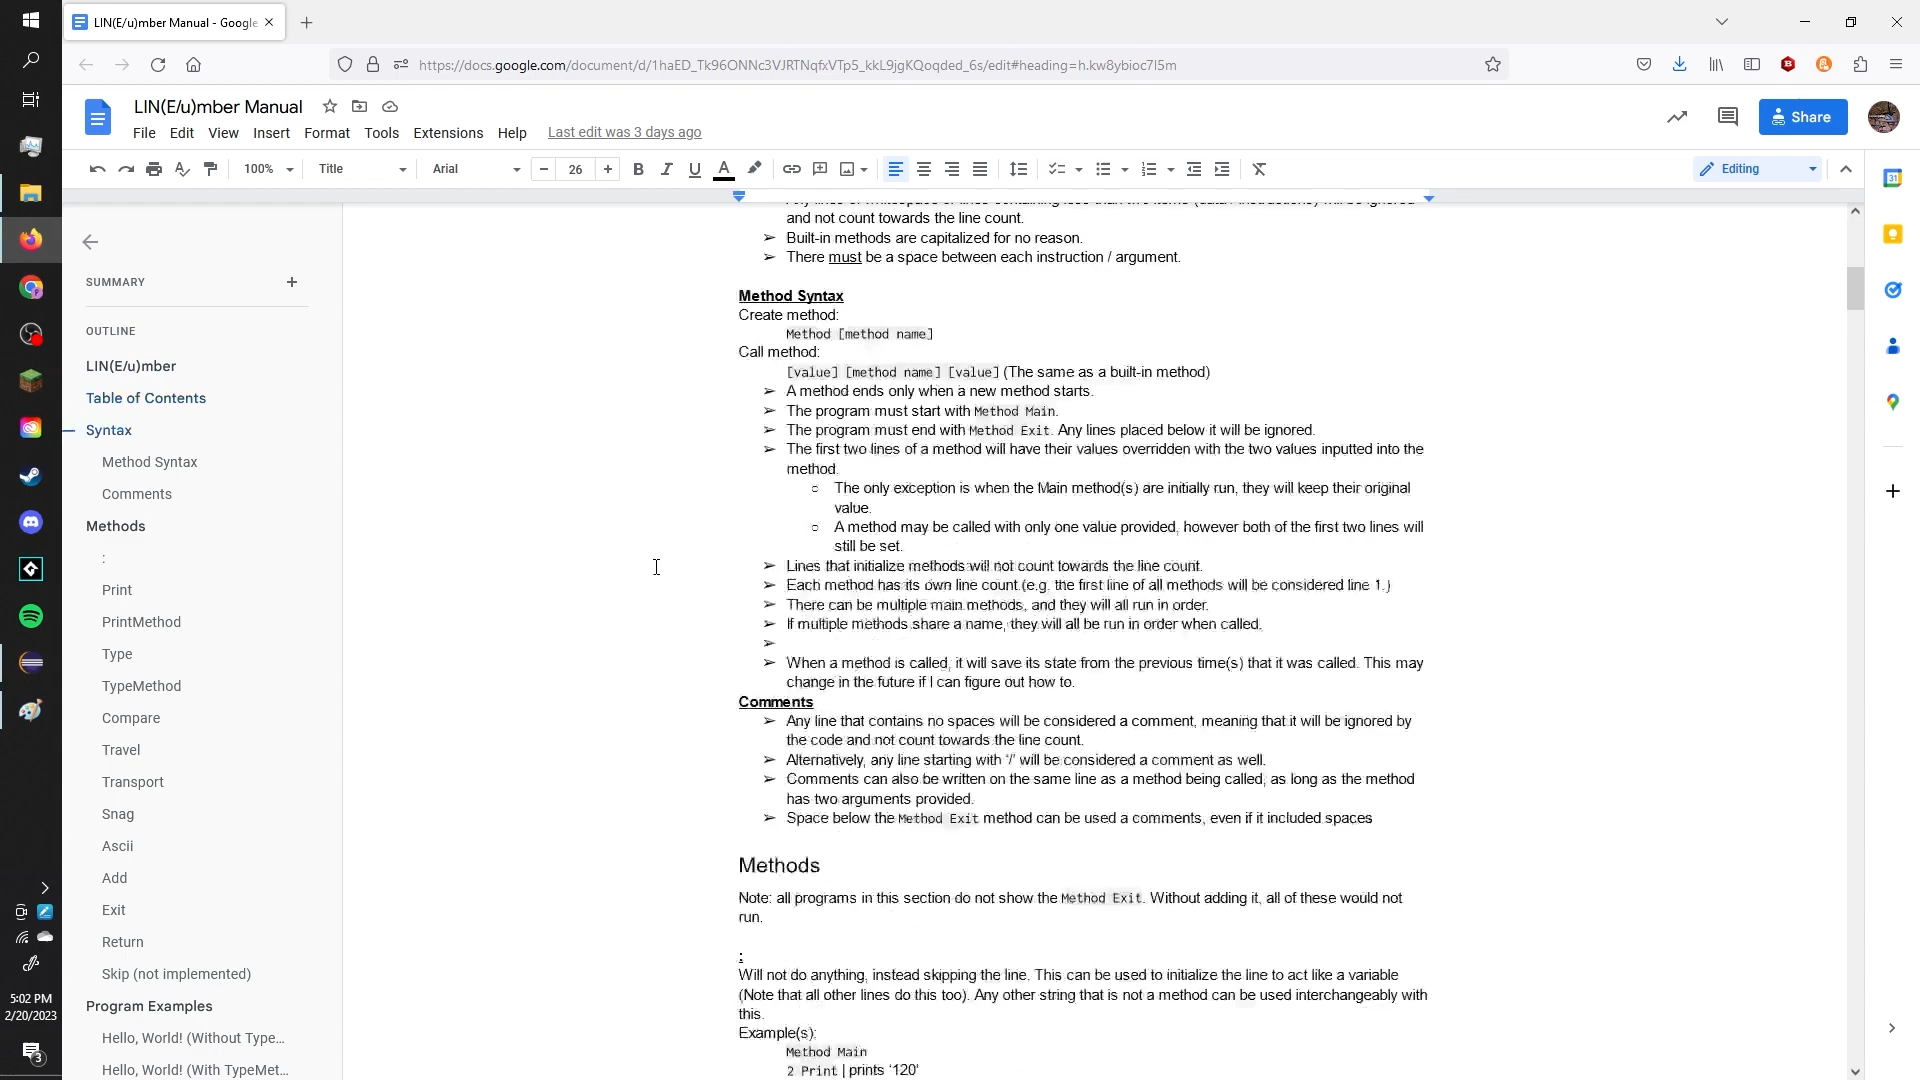 LIN(E/u)mber Manual - Google
https://docs.google.com/document/d/1haED_Tk96ONNc3VJRTNqfxVTp5_kkL9jgKQoqded_6s/edit#heading=h.kw8ybioc7l5m
LIN(E/u)mber Manual
File Edit View Insert Format Tools Extensions Help Last edit was 3 days ago
Share
100% Title Arial 26 Editing
31
SUMMARY
OUTLINE
LIN(E/u)mber
Table of Contents
Syntax
Method Syntax
Comments
Methods
:
Print
PrintMethod
Type
TypeMethod
Compare
Travel
Transport
Snag
Ascii
Add
Exit
Return
Skip (not implemented)
Program Examples
Hello, World! (Without Type...
Hello, World! (With TypeMet...
Any lines of whitespace or lines containing less than two items (data / instructions) will be ignored
and not count towards the line count.
➢ Built-in methods are capitalized for no reason.
➢ There must be a space between each instruction / argument.
Method Syntax
Create method:
Method [method name]
Call method:
[value] [method name] [value] (The same as a built-in method)
➢ A method ends only when a new method starts.
➢ The program must start with Method Main.
➢ The program must end with Method Exit. Any lines placed below it will be ignored.
➢ The first two lines of a method will have their values overridden with the two values inputted into the
method.
○ The only exception is when the Main method(s) are initially run, they will keep their original
value.
○ A method may be called with only one value provided, however both of the first two lines will
still be set.
➢ Lines that initialize methods will not count towards the line count.
➢ Each method has its own line count (e.g. the first line of all methods will be considered line 1.)
➢ There can be multiple main methods, and they will all run in order.
➢ If multiple methods share a name, they will all be run in order when called.
➢
➢ When a method is called, it will save its state from the previous time(s) that it was called. This may
change in the future if I can figure out how to.
Comments
➢ Any line that contains no spaces will be considered a comment, meaning that it will be ignored by
the code and not count towards the line count.
➢ Alternatively, any line starting with '/' will be considered a comment as well.
➢ Comments can also be written on the same line as a method being called, as long as the method
has two arguments provided.
➢ Space below the Method Exit method can be used a comments, even if it included spaces
Methods
Note: all programs in this section do not show the Method Exit. Without adding it, all of these would not
run.
:
Will not do anything, instead skipping the line. This can be used to initialize the line to act like a variable
(Note that all other lines do this too). Any other string that is not a method can be used interchangeably with
this.
Example(s):
Method Main
2 Print | prints '120'
5:02 PM
2/20/2023
3